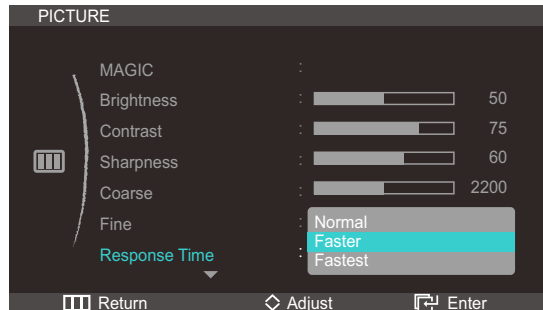 PICTURE
MAGIC :
Brightness : 50
Contrast : 75
Sharpness : 60
Coarse : 2200
Fine : Normal
Faster
Response Time : Fastest
Return Adjust Enter